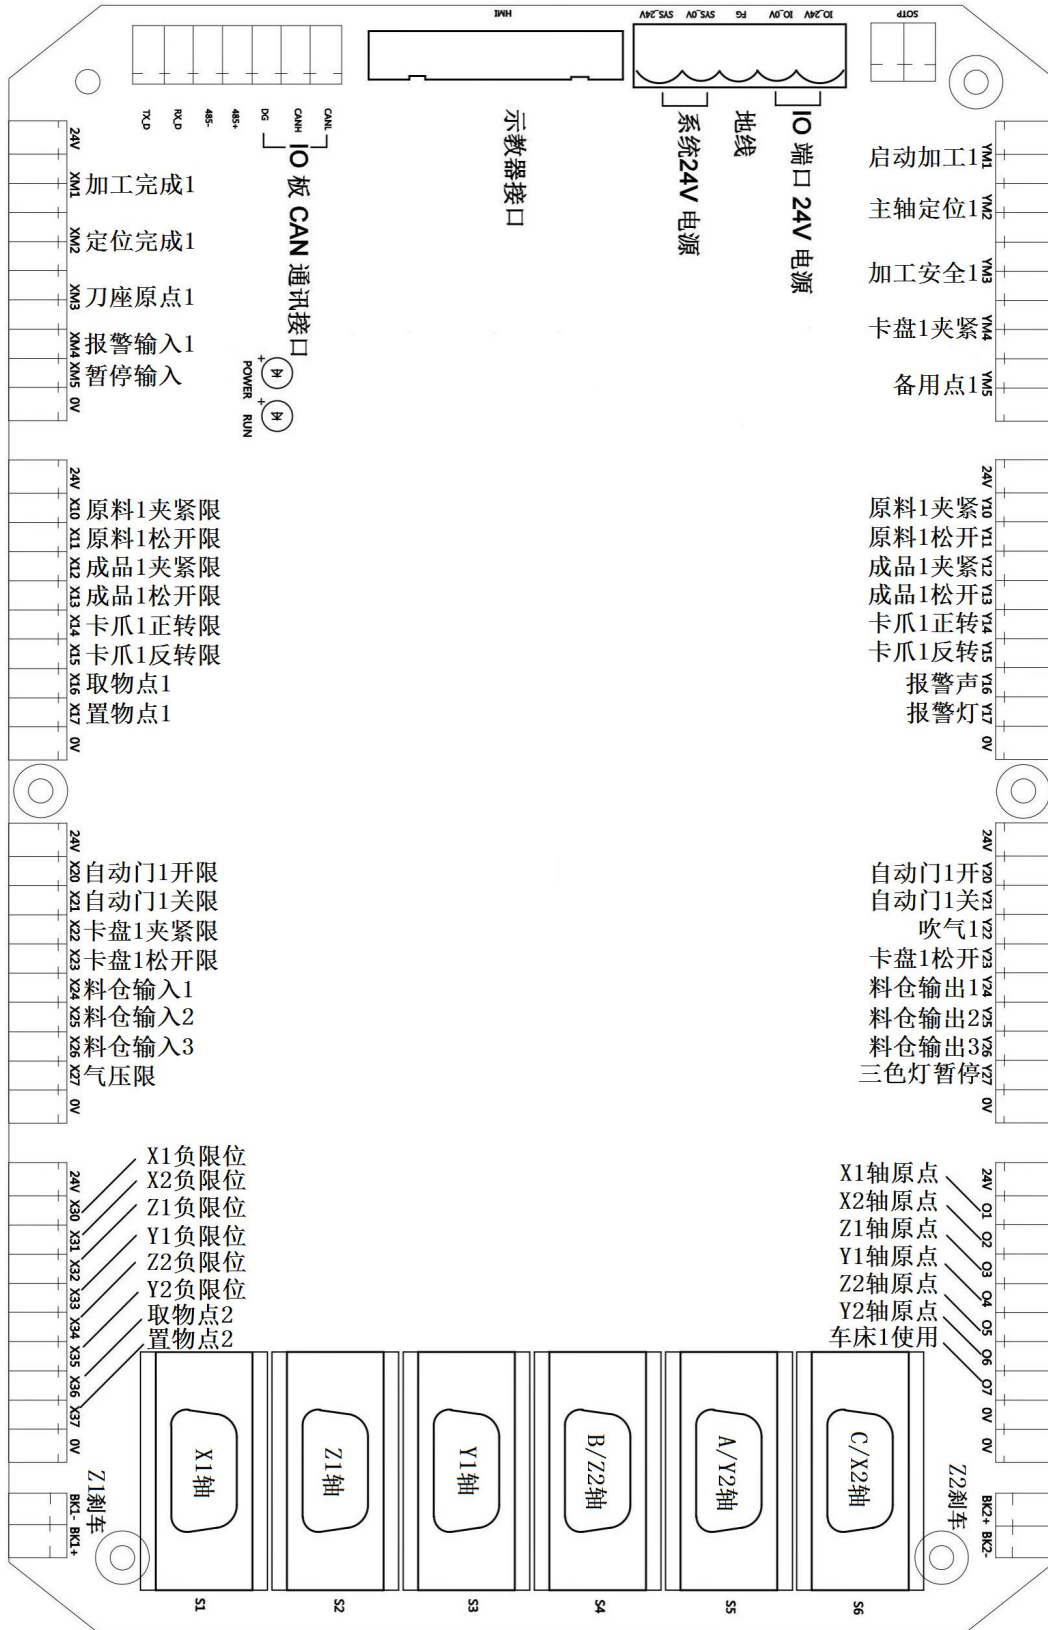 HMI
SYS_24V
SYS_0V
FG
IO_0V
IO_24V
SOTP
TX_D
RX_D
485-
485+
DG
CANH
CANL
IO 板 CAN 通讯接口
示教器接口
系统24V 电源
地线
IO 端口 24V 电源
POWER
RUN
24V
XM1 加工完成1
XM2 定位完成1
XM3 刀座原点1
XM4 报警输入1
XM5 暂停输入
0V
启动加工1 YM1
主轴定位1 YM2
加工安全1 YM3
卡盘1夹紧 YM4
备用点1 YM5
24V
X10 原料1夹紧限
X11 原料1松开限
X12 成品1夹紧限
X13 成品1松开限
X14 卡爪1正转限
X15 卡爪1反转限
X16 取物点1
X17 置物点1
0V
24V
原料1夹紧 Y10
原料1松开 Y11
成品1夹紧 Y12
成品1松开 Y13
卡爪1正转 Y14
卡爪1反转 Y15
报警声 Y16
报警灯 Y17
0V
24V
X20 自动门1开限
X21 自动门1关限
X22 卡盘1夹紧限
X23 卡盘1松开限
X24 料仓输入1
X25 料仓输入2
X26 料仓输入3
X27 气压限
0V
24V
自动门1开 Y20
自动门1关 Y21
吹气1 Y22
卡盘1松开 Y23
料仓输出1 Y24
料仓输出2 Y25
料仓输出3 Y26
三色灯暂停 Y27
0V
24V
X30 X1负限位
X31 X2负限位
X32 Z1负限位
X33 Y1负限位
X34 Z2负限位
X35 Y2负限位
X36 取物点2
X37 置物点2
0V
24V
X1轴原点 O1
X2轴原点 O2
Z1轴原点 O3
Y1轴原点 O4
Z2轴原点 O5
Y2轴原点 O6
车床1使用 O7
0V
0V
BK1- BK1+
Z1刹车
X1轴
Z1轴
Y1轴
B/Z2轴
A/Y2轴
C/X2轴
Z2刹车
BK2+ BK2-
S1
S2
S3
S4
S5
S6